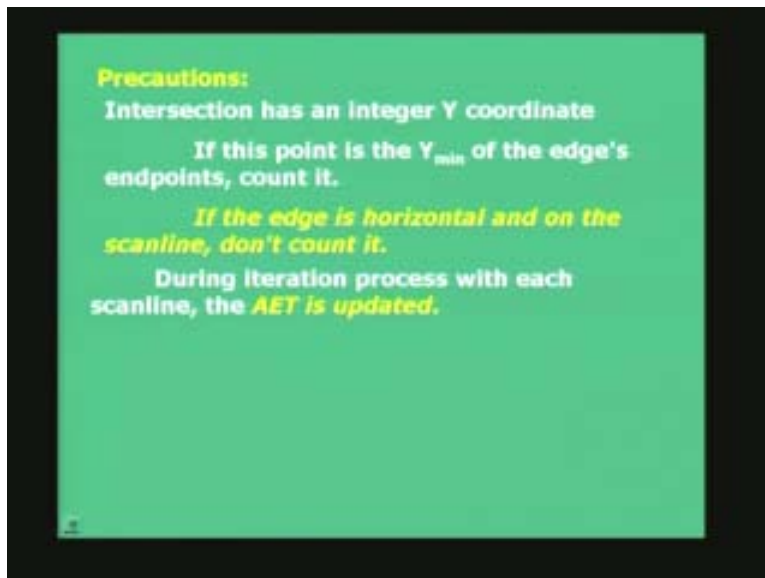 Precautions:
Intersection has an integer Y coordinate
If this point is the Ymin of the edge's
endpoints, count it.
If the edge is horizontal and on the
scanline, don't count it.
During iteration process with each
scanline, the AET is updated.